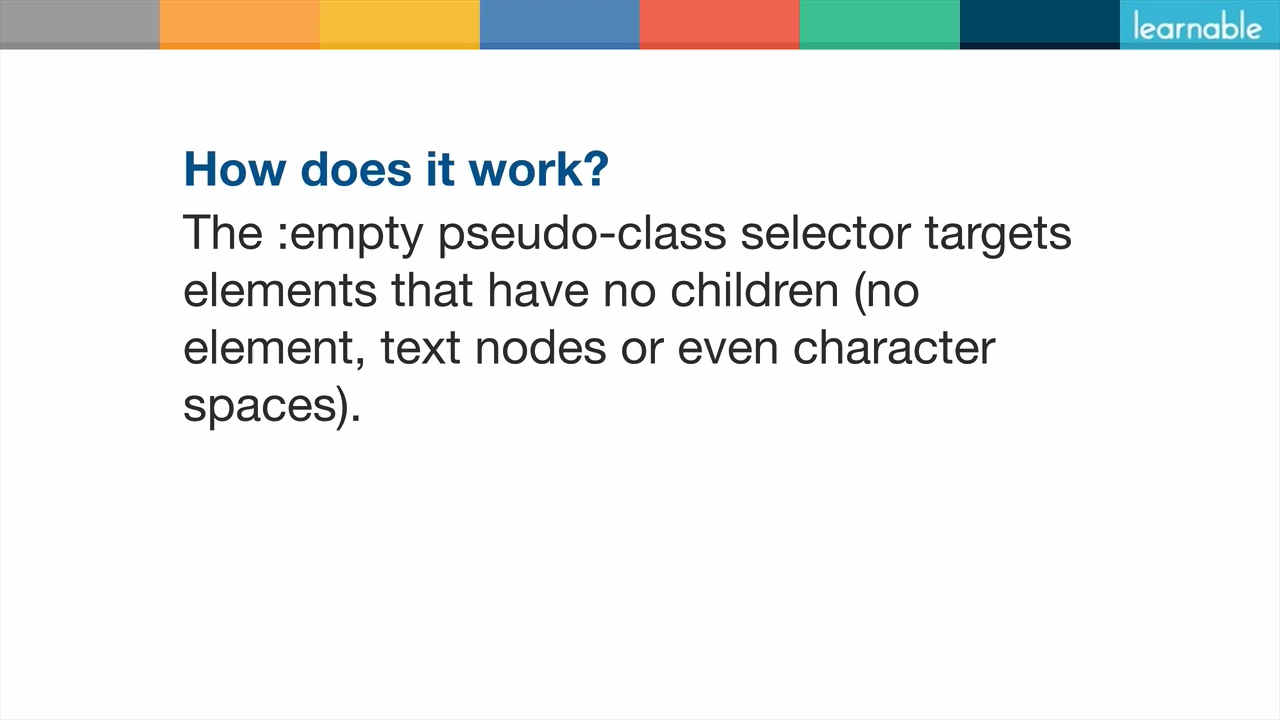 learnable
How does it work?
The :empty pseudo-class selector targets
elements that have no children (no
element, text nodes or even character
spaces).